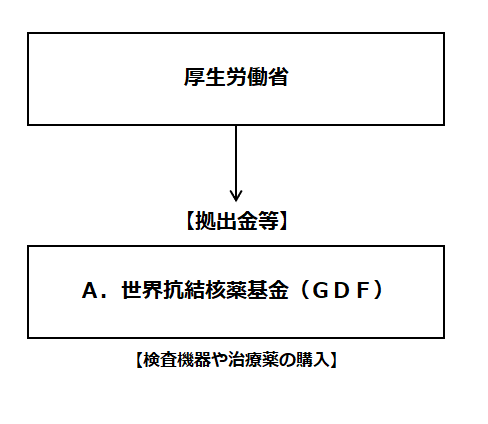 厚生労働省
【拠出金等】
Ａ．世界抗結核薬基金（ＧＤＦ）
【検査機器や治療薬の購入】